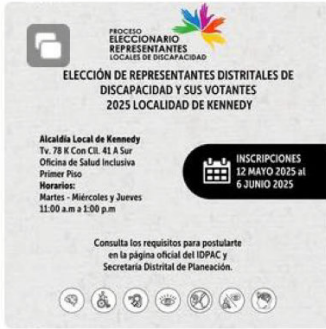 PROCESO
ELECCIONARIO
REPRESENTANTES
LOCALES DE DISCAPACIDAD
ELECCIÓN DE REPRESENTANTES DISTRITALES DE
DISCAPACIDAD Y SUS VOTANTES
2025 LOCALIDAD DE KENNEDY
Alcaldía Local de Kennedy
Tv. 78 K Con Cll. 41 A Sur
Oficina de Salud Inclusiva
Primer Piso
Horarios:
Martes - Miércoles y Jueves
11:00 a.m a 1:00 p.m
INSCRIPCIONES
12 MAYO 2025 al
6 JUNIO 2025
Consulta los requisitos para postularte
en la página oficial del IDPAC y
Secretaría Distrital de Planeación.